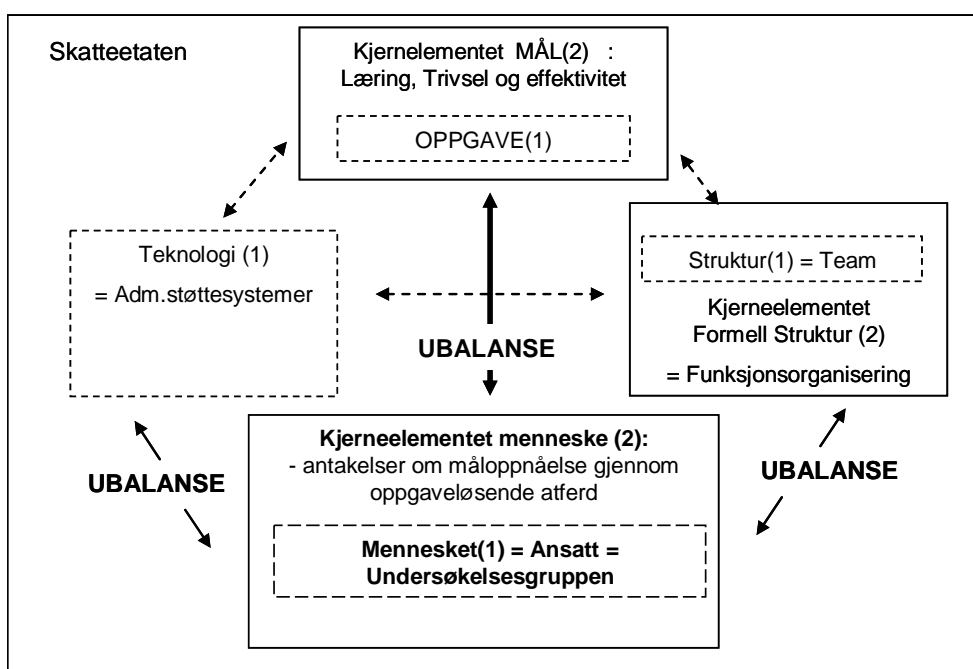 Skatteetaten
Kjernelementet MÅL(2) :
Læring, Trivsel og effektivitet
OPPGAVE(1)
Teknologi (1)
= Adm.støttesystemer
Struktur(1) = Team
Kjerneelementet
Formell Struktur (2)
= Funksjonsorganisering
UBALANSE
UBALANSE
UBALANSE
Kjerneelementet menneske (2):
- antakelser om måloppnåelse gjennom
oppgaveløsende atferd
Mennesket(1) = Ansatt =
Undersøkelsesgruppen